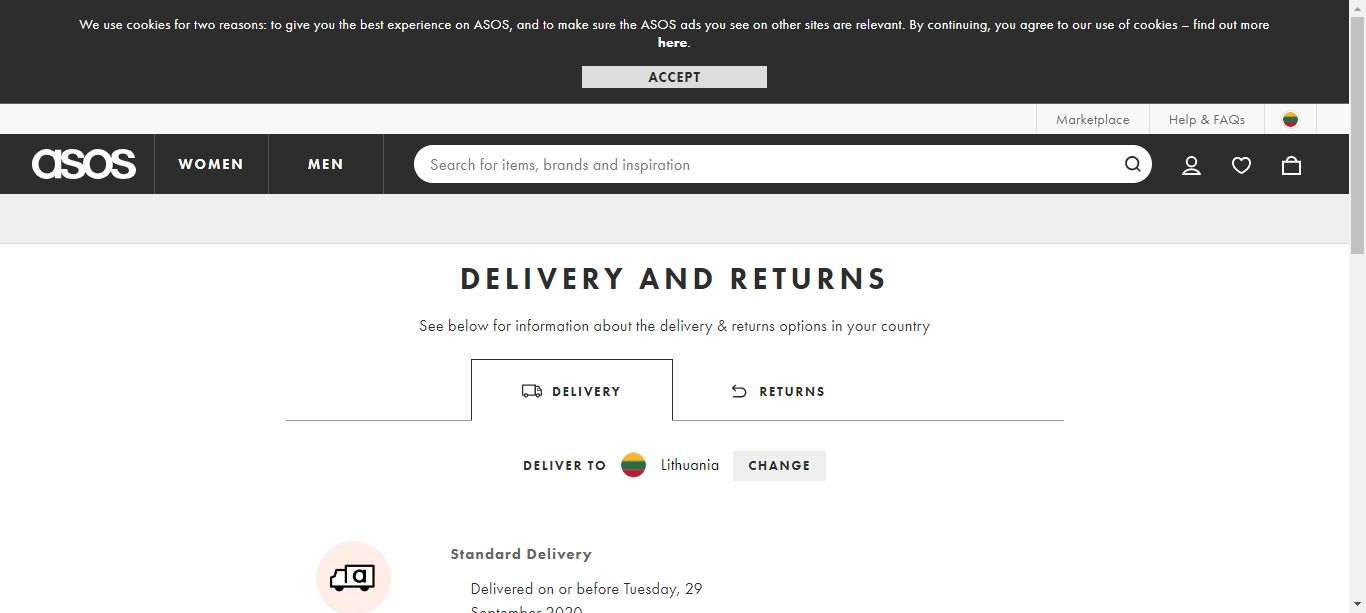 We use cookies for two reasons: to give you the best experience on ASOS, and to make sure the ASOS ads you see on other sites are relevant. By continuing, you agree to our use of cookies – find out more
here.
ACCEPT
Marketplace
Help & FAQs
asos
WOMEN
MEN
Search for items, brands and inspiration
DELIVERY AND RETURNS
See below for information about the delivery & returns options in your country
DELIVERY
RETURNS
DELIVER TO
Lithuania
CHANGE
a
Standard Delivery
Delivered on or before Tuesday, 29
September 2020